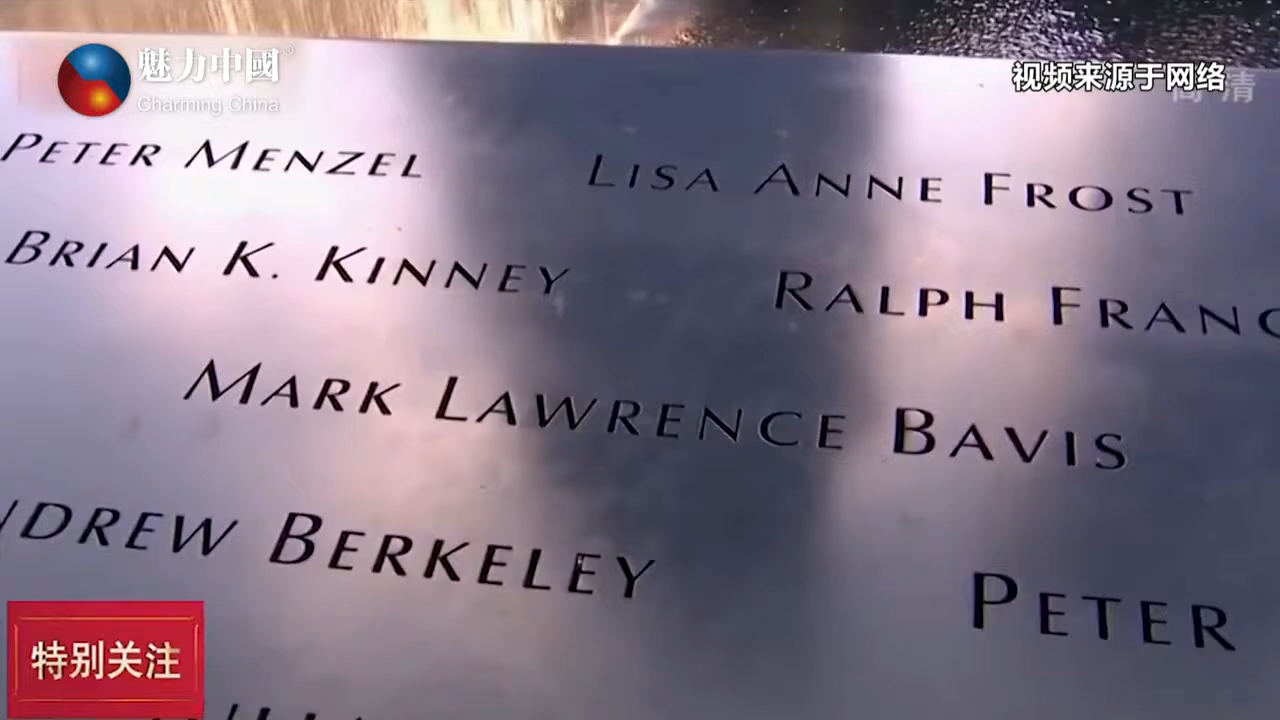 魅力中國®
Charming China
视频来源于网络
高清
PETER MENZEL
LISA ANNE FROST
BRIAN K. KINNEY
RALPH FRANC
MARK LAWRENCE BAVIS
DREW BERKELEY
PETER
特别关注